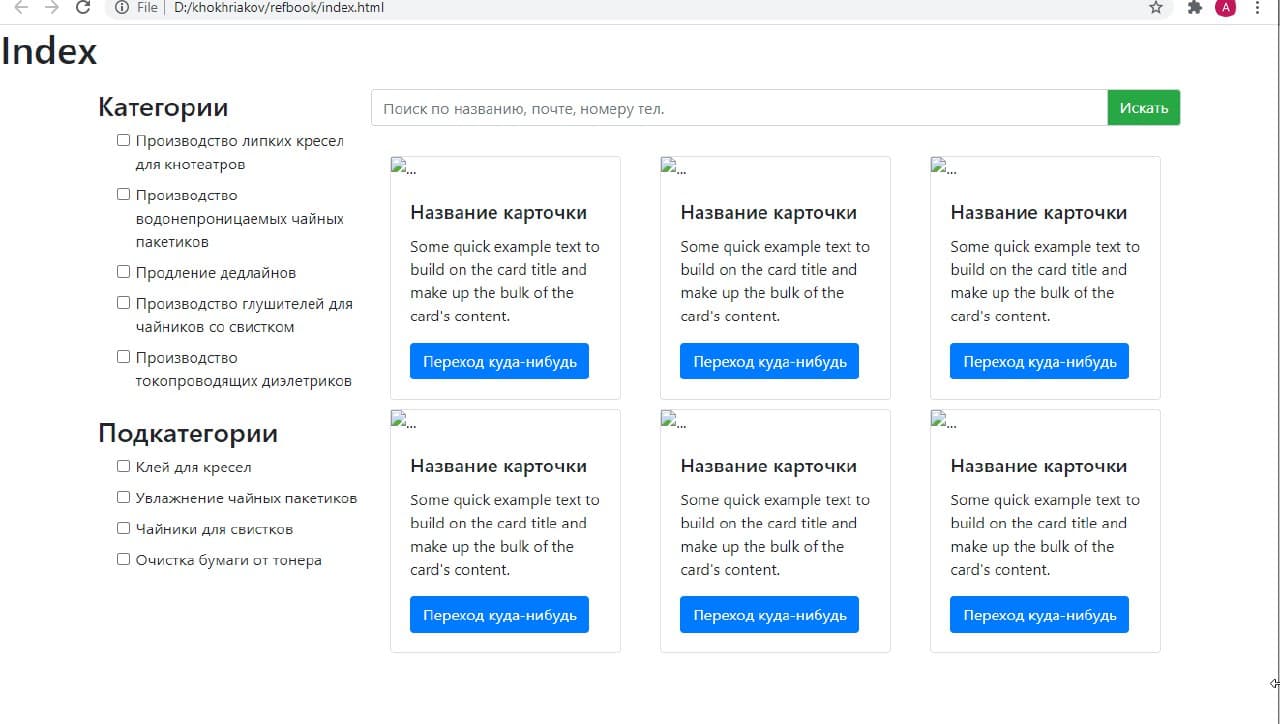 File D:/khokhriakov/refbook/index.html
A
Index
Категории
Производство липких кресел
для кнотеатров
Производство
водонепроницаемых чайных
пакетиков
Продление дедлайнов
Производство глушителей для
чайников со свистком
Производство
токопроводящих диэлетриков
Подкатегории
Клей для кресел
Увлажнение чайных пакетиков
Чайники для свистков
Очистка бумаги от тонера
Поиск по названию, почте, номеру тел.
Искать
...
Название карточки
Some quick example text to
build on the card title and
make up the bulk of the
card's content.
Переход куда-нибудь
...
Название карточки
Some quick example text to
build on the card title and
make up the bulk of the
card's content.
Переход куда-нибудь
...
Название карточки
Some quick example text to
build on the card title and
make up the bulk of the
card's content.
Переход куда-нибудь
...
Название карточки
Some quick example text to
build on the card title and
make up the bulk of the
card's content.
Переход куда-нибудь
...
Название карточки
Some quick example text to
build on the card title and
make up the bulk of the
card's content.
Переход куда-нибудь
...
Название карточки
Some quick example text to
build on the card title and
make up the bulk of the
card's content.
Переход куда-нибудь